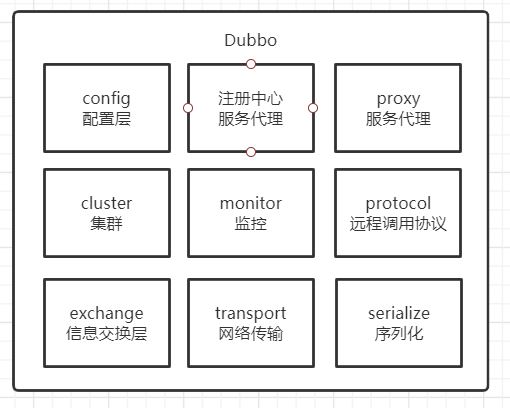 Dubbo
config
配置层
注册中心
服务代理
proxy
服务代理
cluster
集群
monitor
监控
protocol
远程调用协议
exchange
信息交换层
transport
网络传输
serialize
序列化